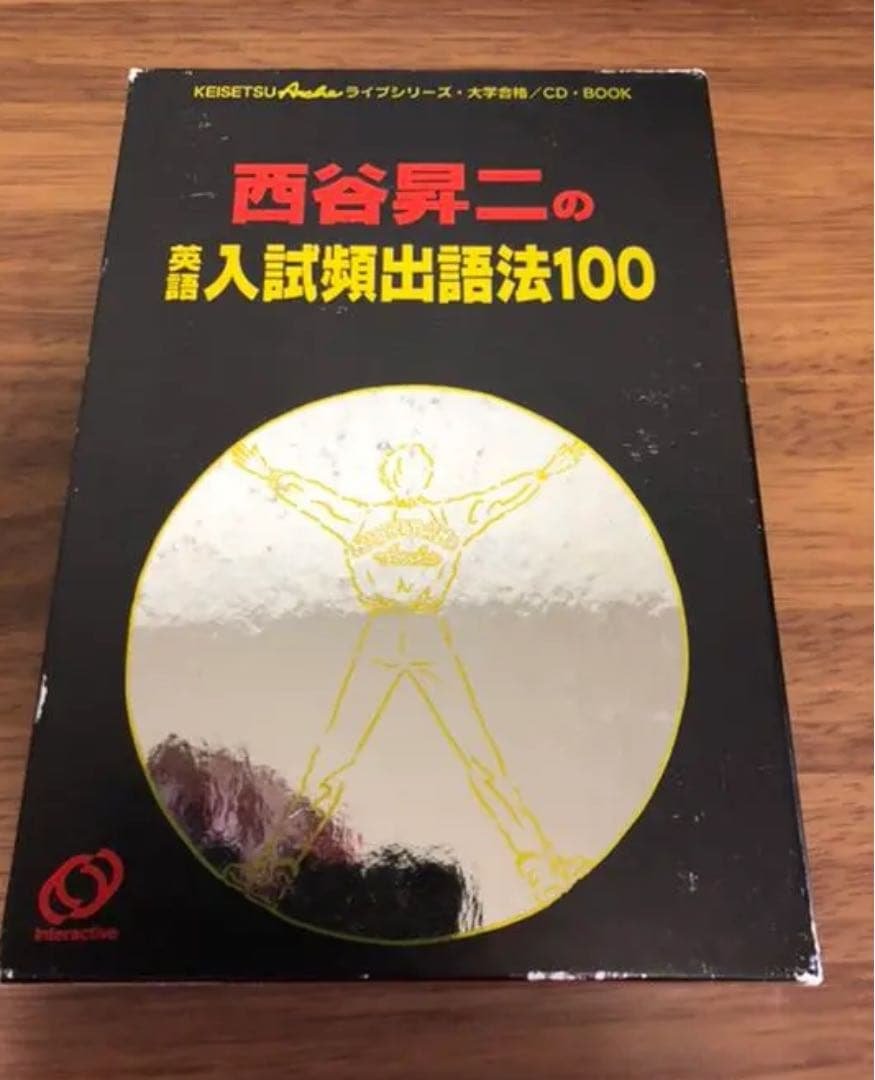 KEISETSU Arche ライブシリーズ・大学合格/CD・BOOK
西谷昇二の
英語入試頻出語法100
Interactive